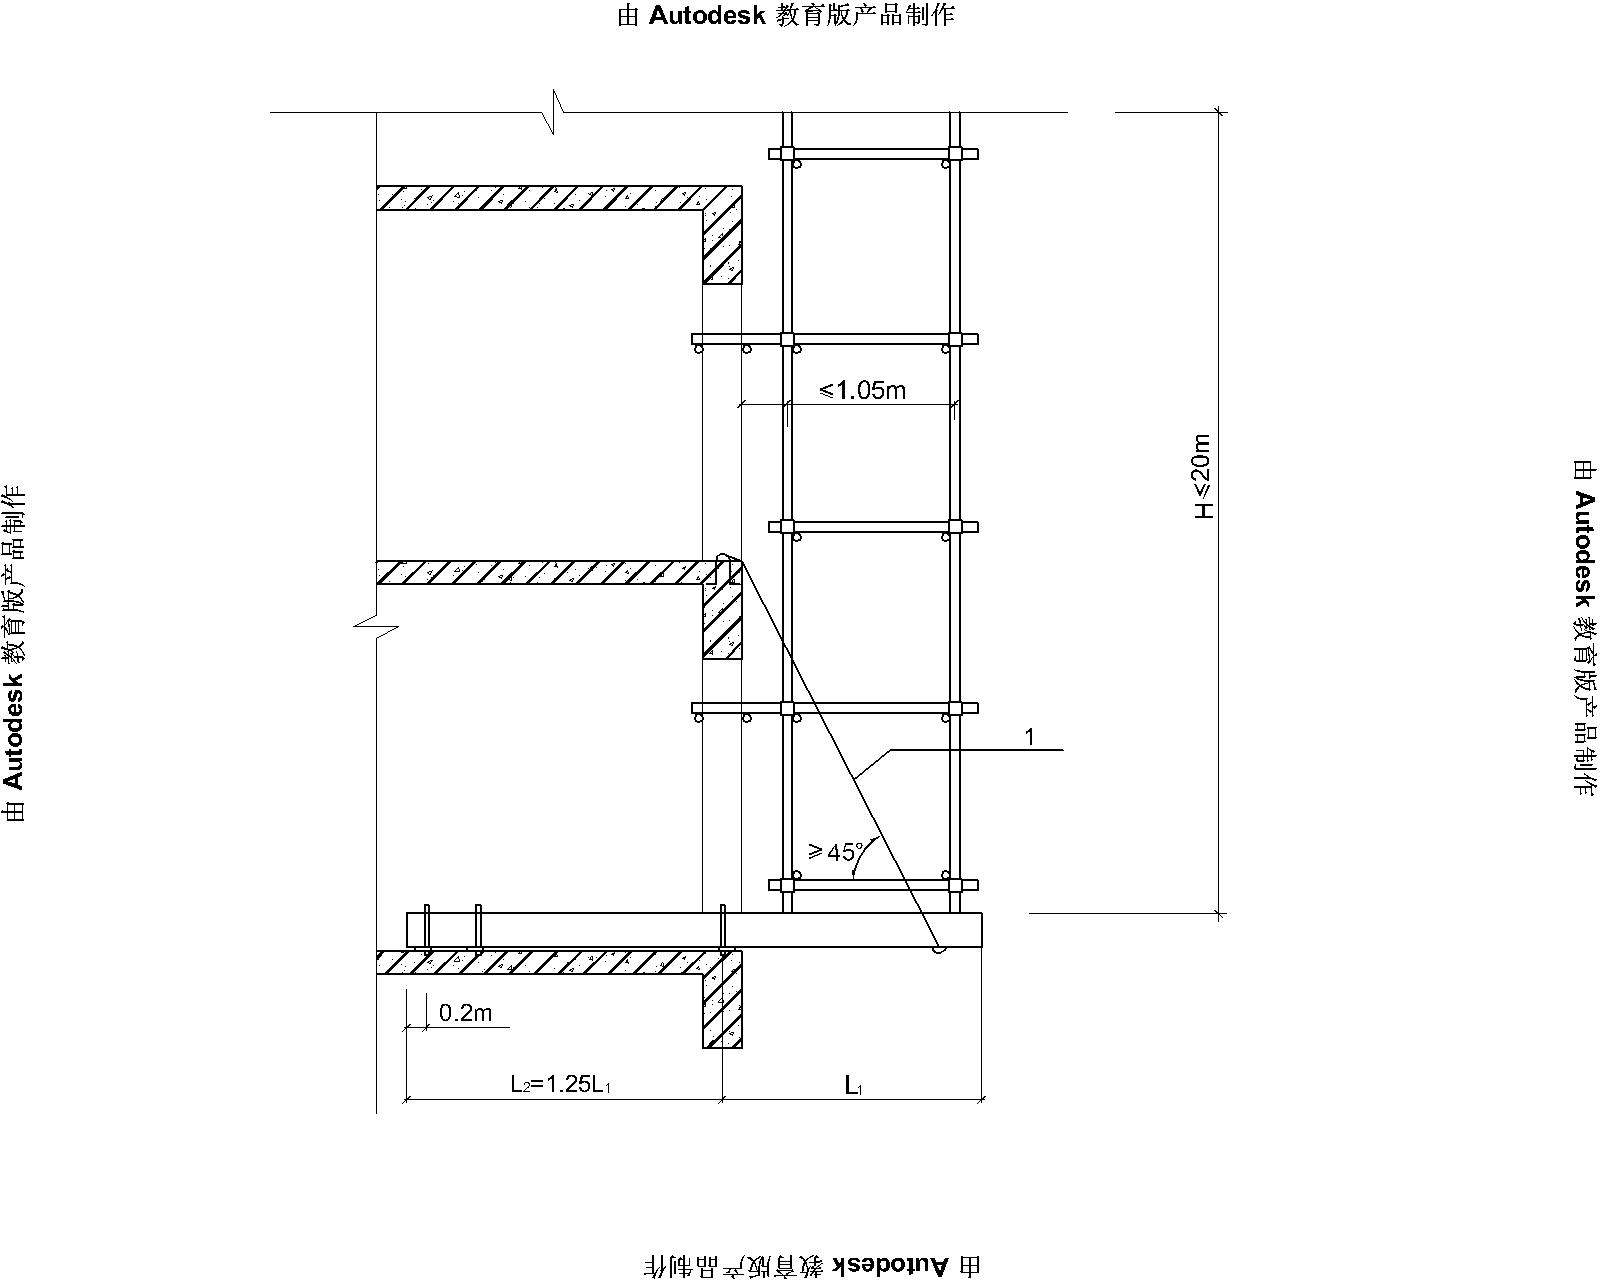 由 Autodesk 教育版产品制作
≤1.05m
H≤20m
1
≥45°
0.2m
L2=1.25L1
L1
由 Autodesk 教育版产品制作
由 Autodesk 教育版产品制作
由 Autodesk 教育版产品制作